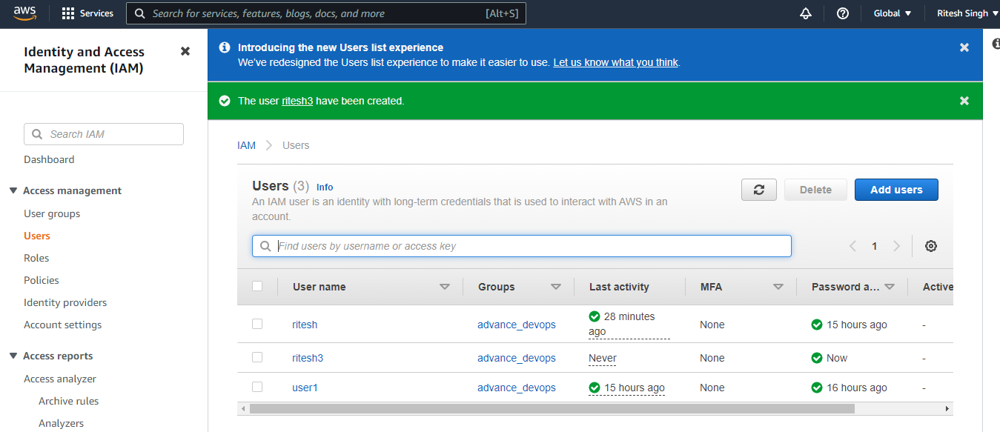 aws
Services
Search for services, features, blogs, docs, and more
[Alt+S]
Global
Ritesh Singh
Identity and Access
Management (IAM)
Search IAM
Dashboard
Access management
User groups
Users
Roles
Policies
Identity providers
Account settings
Access reports
Access analyzer
Archive rules
Analyzers
Introducing the new Users list experience
We've redesigned the Users list experience to make it easier to use. Let us know what you think.
The user ritesh3 have been created.
IAM > Users
Users (3) Info
An IAM user is an identity with long-term credentials that is used to interact with AWS in an
account.
Delete
Add users
Find users by username or access key
1
User name Groups Last activity MFA Password a... Active
ritesh advance_devops 28 minutes
ago None 15 hours ago -
ritesh3 advance_devops Never None Now -
user1 advance_devops 15 hours ago None 16 hours ago -